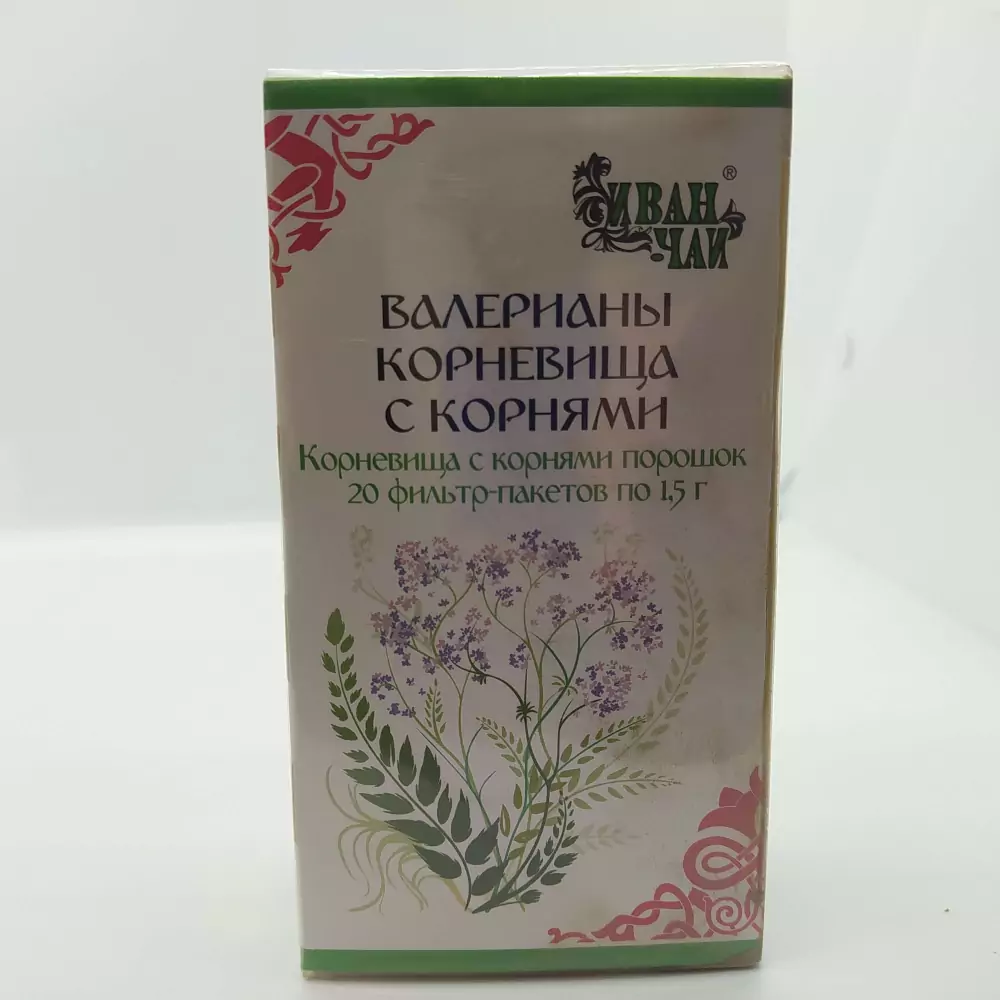 ИВАН
ЧАЙ
®
ВАЛЕРИАНЫ
КОРНЕВИЩА
С КОРНЯМИ
Корневища с корнями порошок
20 фильтр-пакетов по 1,5 г